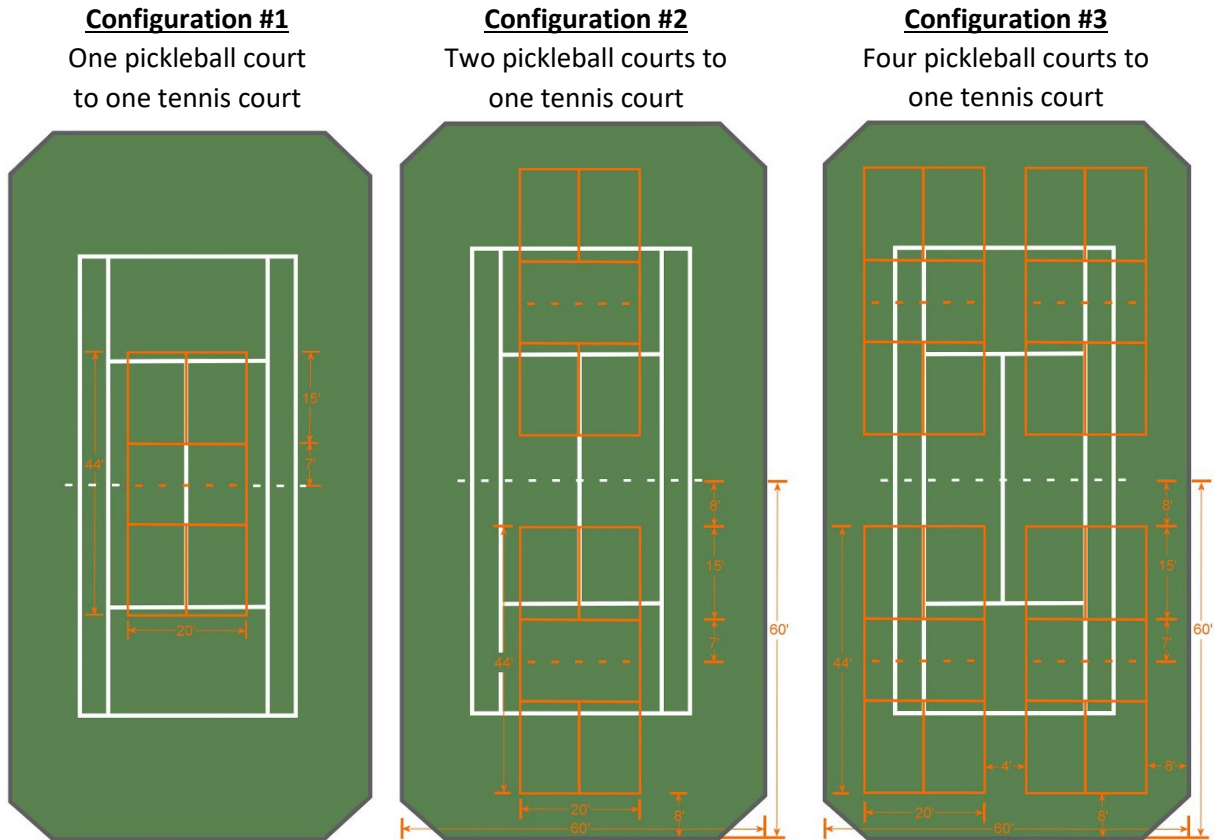 Configuration #1
One pickleball court
to one tennis court
15'
44'
7'
20'
Configuration #2
Two pickleball courts to
one tennis court
8'
15'
60'
7'
44'
20'
8'
60'
Configuration #3
Four pickleball courts to
one tennis court
8'
15'
60'
7'
44'
4'
8'
20'
8'
60'